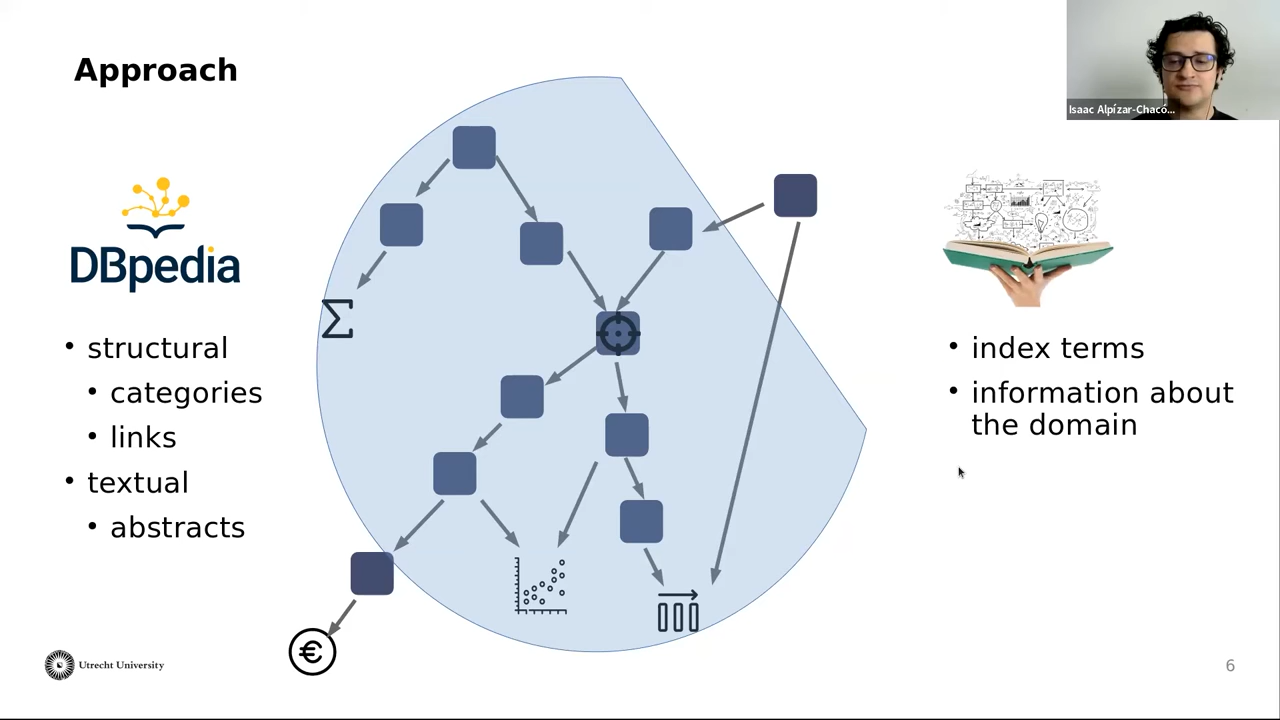 Approach
Isaac Alpízar-Chacó...
DBpedia
• structural
• categories
• links
• textual
• abstracts
Σ
€
• index terms
• information about
the domain
Utrecht University
6